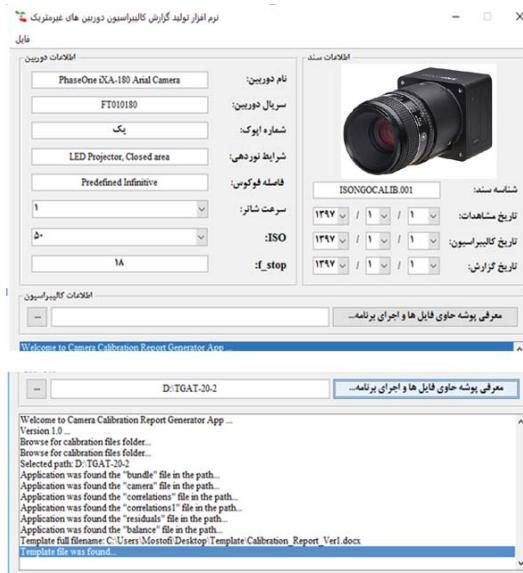 نرم افزار تولید گزارش کالیبراسیون دوربین های غیرمتریک
فایل
اطلاعات سند
شناسه سند: ISONGOCALIB.001
تاریخ مشاهدات: ۱ / ۱ / ۱۳۹۷
تاریخ کالیبراسیون: ۱ / ۱ / ۱۳۹۷
تاریخ گزارش: ۱ / ۱ / ۱۳۹۷
اطلاعات دوربین
نام دوربین: PhaseOne iXA-180 Arial Camera
سریال دوربین: FT010180
شماره اپوک: یک
شرایط نوردهی: LED Projector, Closed area
فاصله فوکوس: Predefined Infinitive
سرعت شاتر: ۱
ISO: ۵۰
f_stop: ۱۸
اطلاعات کالیبراسیون
معرفی پوشه حاوی فایل ها و اجرای برنامه... ...
Welcome to Camera Calibration Report Generator App ...
معرفی پوشه حاوی فایل ها و اجرای برنامه... D:\TGAT-20-2 ...
Welcome to Camera Calibration Report Generator App ...
Version 1.0 ...
Browse for calibration files folder...
Browse for calibration files folder...
Selected path: D:\TGAT-20-2
Application was found the "bundle" file in the path...
Application was found the "camera" file in the path...
Application was found the "correlations" file in the path...
Application was found the "correlations1" file in the path...
Application was found the "residuals" file in the path...
Application was found the "balance" file in the path...
Template full filename: C:\Users\Mostofi\Desktop\Template\Calibration_Report_Ver1.docx
Template file was found...